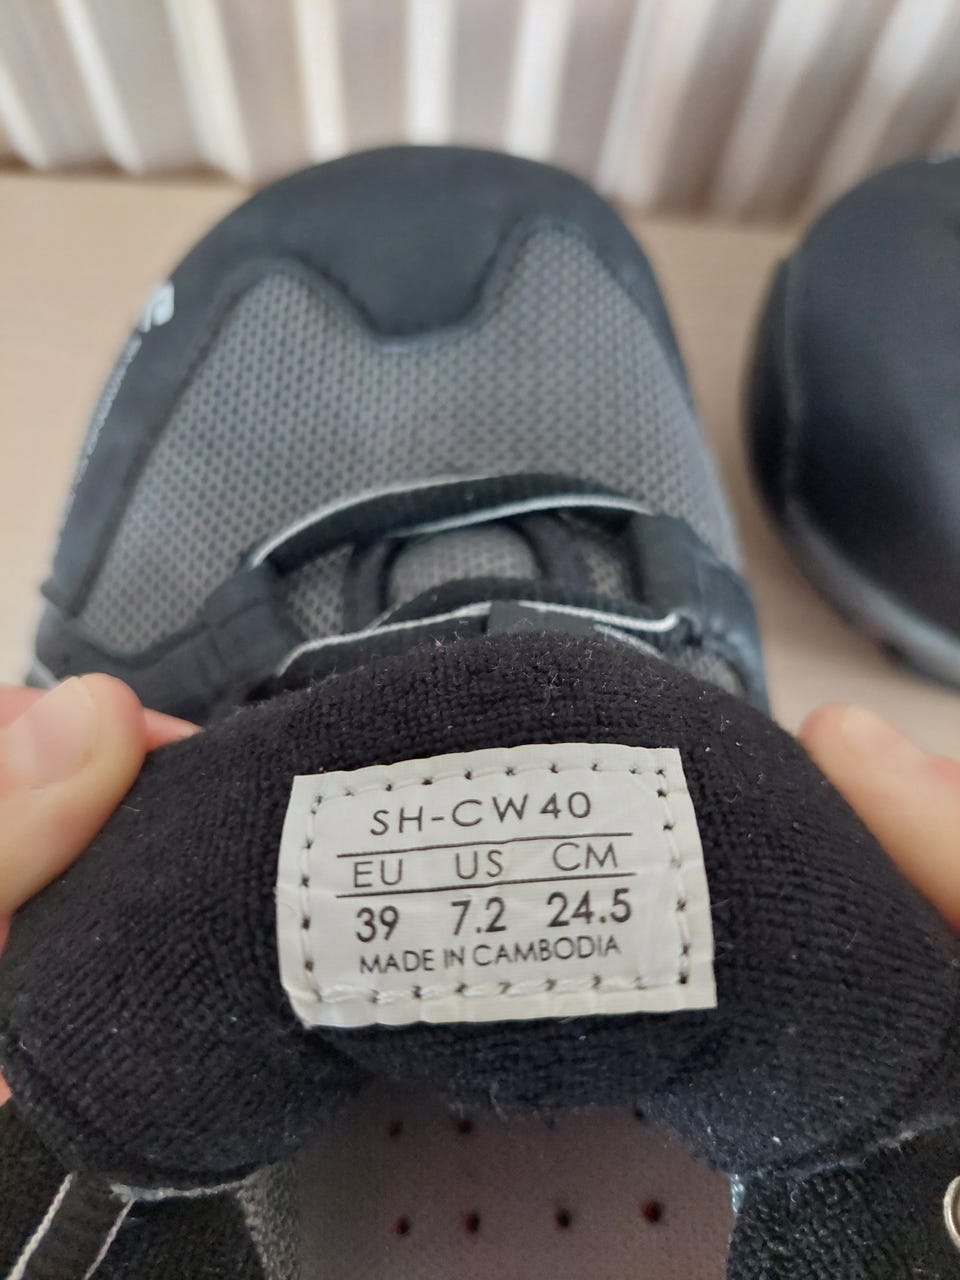 SH-CW40
EU US CM
39 7.2 24.5
MADE IN CAMBODIA